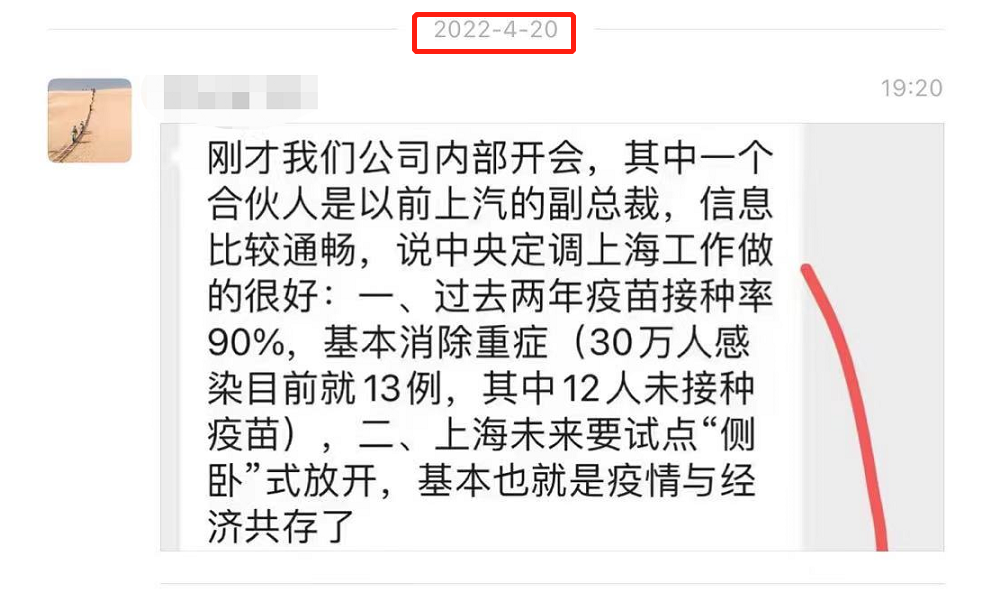 2022-4-20
19:20
刚才我们公司内部开会，其中一个
合伙人是以前上汽的副总裁，信息
比较通畅，说中央定调上海工作做
的很好：一、过去两年疫苗接种率
90%，基本消除重症（30万人感
染目前就13例，其中12人未接种
疫苗），二、上海未来要试点“侧
卧”式放开，基本也就是疫情与经
济共存了